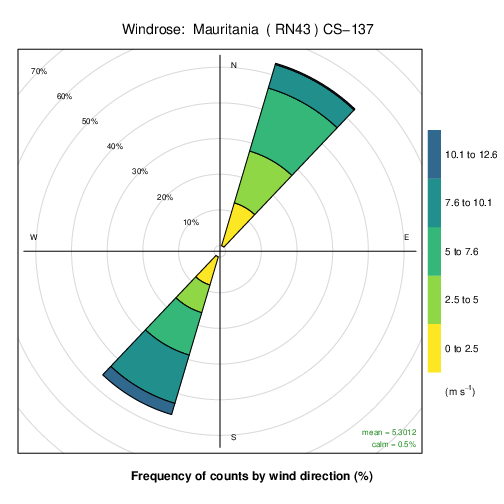 Windrose: Mauritania ( RN43 ) CS−137
70%
60%
50%
40%
30%
20%
10%
N
W
E
S
10.1 to 12.6
7.6 to 10.1
5 to 7.6
2.5 to 5
0 to 2.5
(m s⁻¹)
mean = 5.3012
calm = 0.5%
Frequency of counts by wind direction (%)